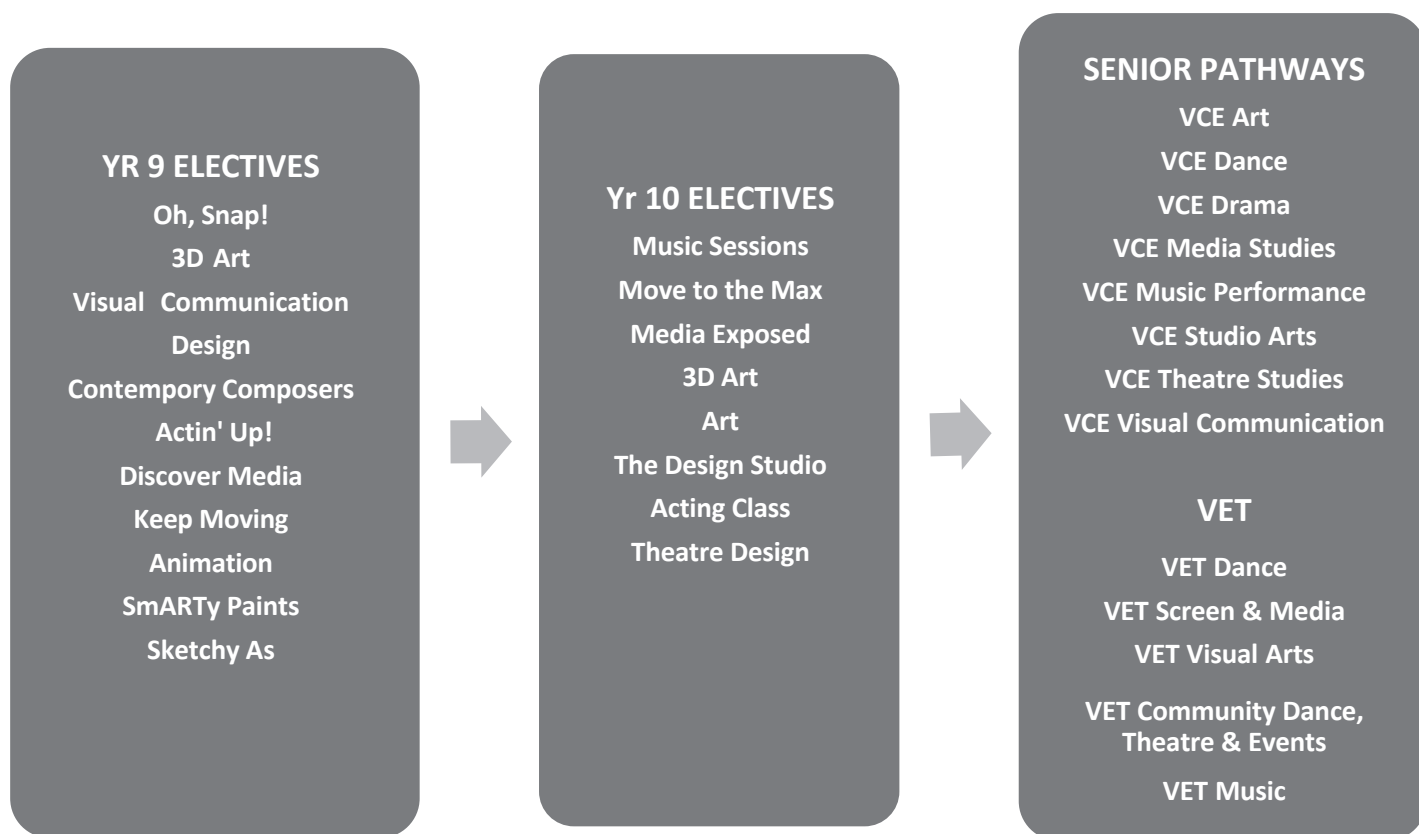 YR 9 ELECTIVES
Oh, Snap!
3D Art
Visual Communication
Design
Contempory Composers
Actin' Up!
Discover Media
Keep Moving
Animation
SmARTy Paints
Sketchy As
Yr 10 ELECTIVES
Music Sessions
Move to the Max
Media Exposed
3D Art
Art
The Design Studio
Acting Class
Theatre Design
SENIOR PATHWAYS
VCE Art
VCE Dance
VCE Drama
VCE Media Studies
VCE Music Performance
VCE Studio Arts
VCE Theatre Studies
VCE Visual Communication
VET
VET Dance
VET Screen & Media
VET Visual Arts
VET Community Dance,
Theatre & Events
VET Music